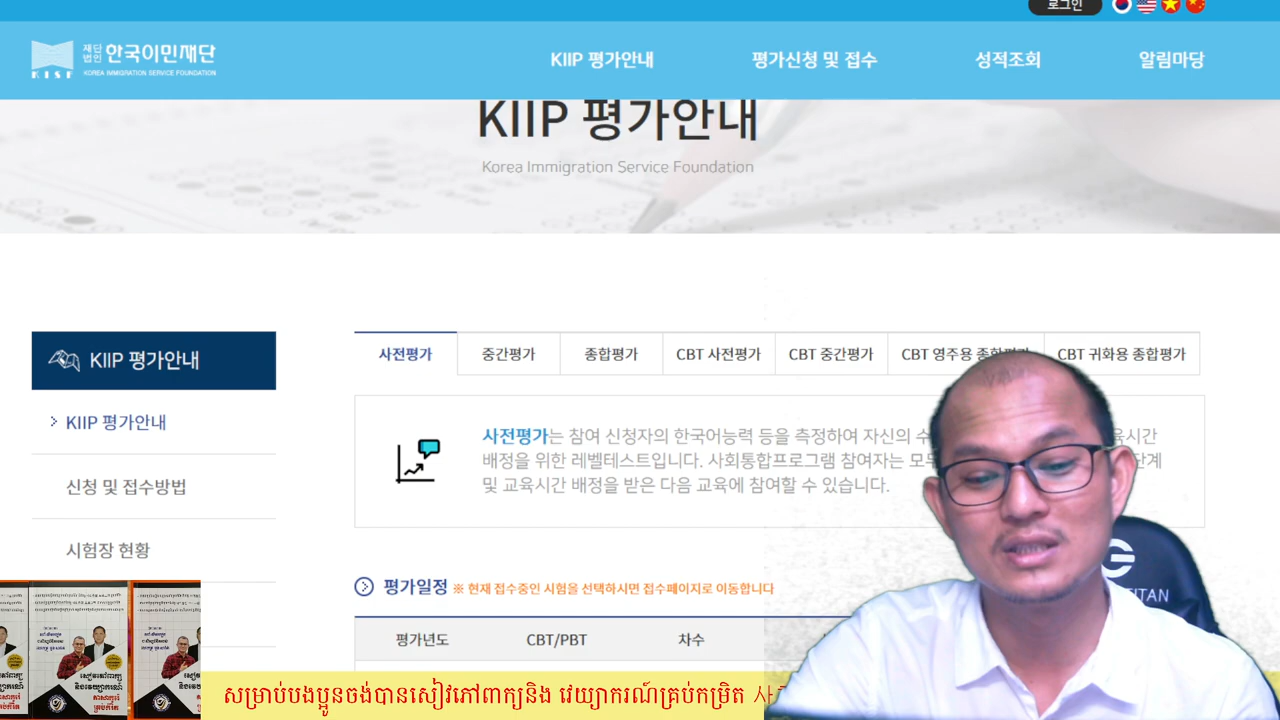 로그인
재단법인 한국이민재단
KISF KOREA IMMIGRATION SERVICE FOUNDATION
KIIP 평가안내
평가신청 및 접수
성적조회
알림마당
KIIP 평가안내
Korea Immigration Service Foundation
KIIP 평가안내
KIIP 평가안내
신청 및 접수방법
시험장 현황
사전평가
중간평가
종합평가
CBT 사전평가
CBT 중간평가
CBT 영주용 종합평가
CBT 귀화용 종합평가
사전평가는 참여 신청자의 한국어능력 등을 측정하여 자신의 수 육시간
배정을 위한 레벨테스트입니다. 사회통합프로그램 참여자는 모두 단계
및 교육시간 배정을 받은 다음 교육에 참여할 수 있습니다.
평가일정 ※ 현재 접수중인 시험을 선택하시면 접수페이지로 이동합니다
평가년도
CBT/PBT
차수
TITAN
សម្រាប់បងប្អូនចង់បានសៀវភៅពាក្យនិង វេយ្យាករណ៍គ្រប់កម្រិត 사